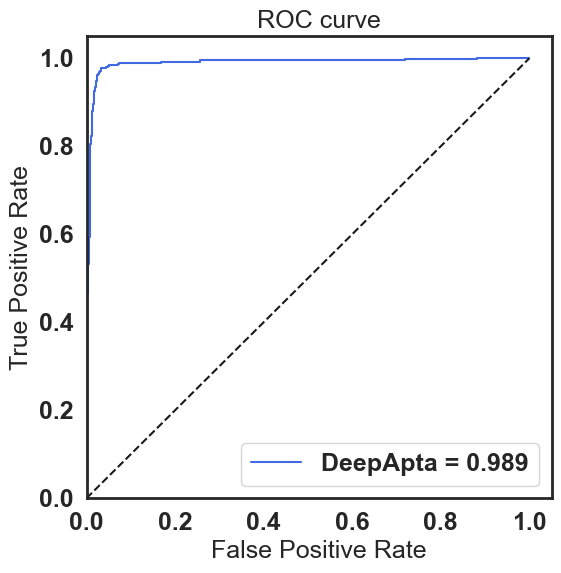 ROC curve
True Positive Rate
1.0
0.8
0.6
0.4
0.2
0.0
DeepApta = 0.989
0.0 0.2 0.4 0.6 0.8 1.0
False Positive Rate